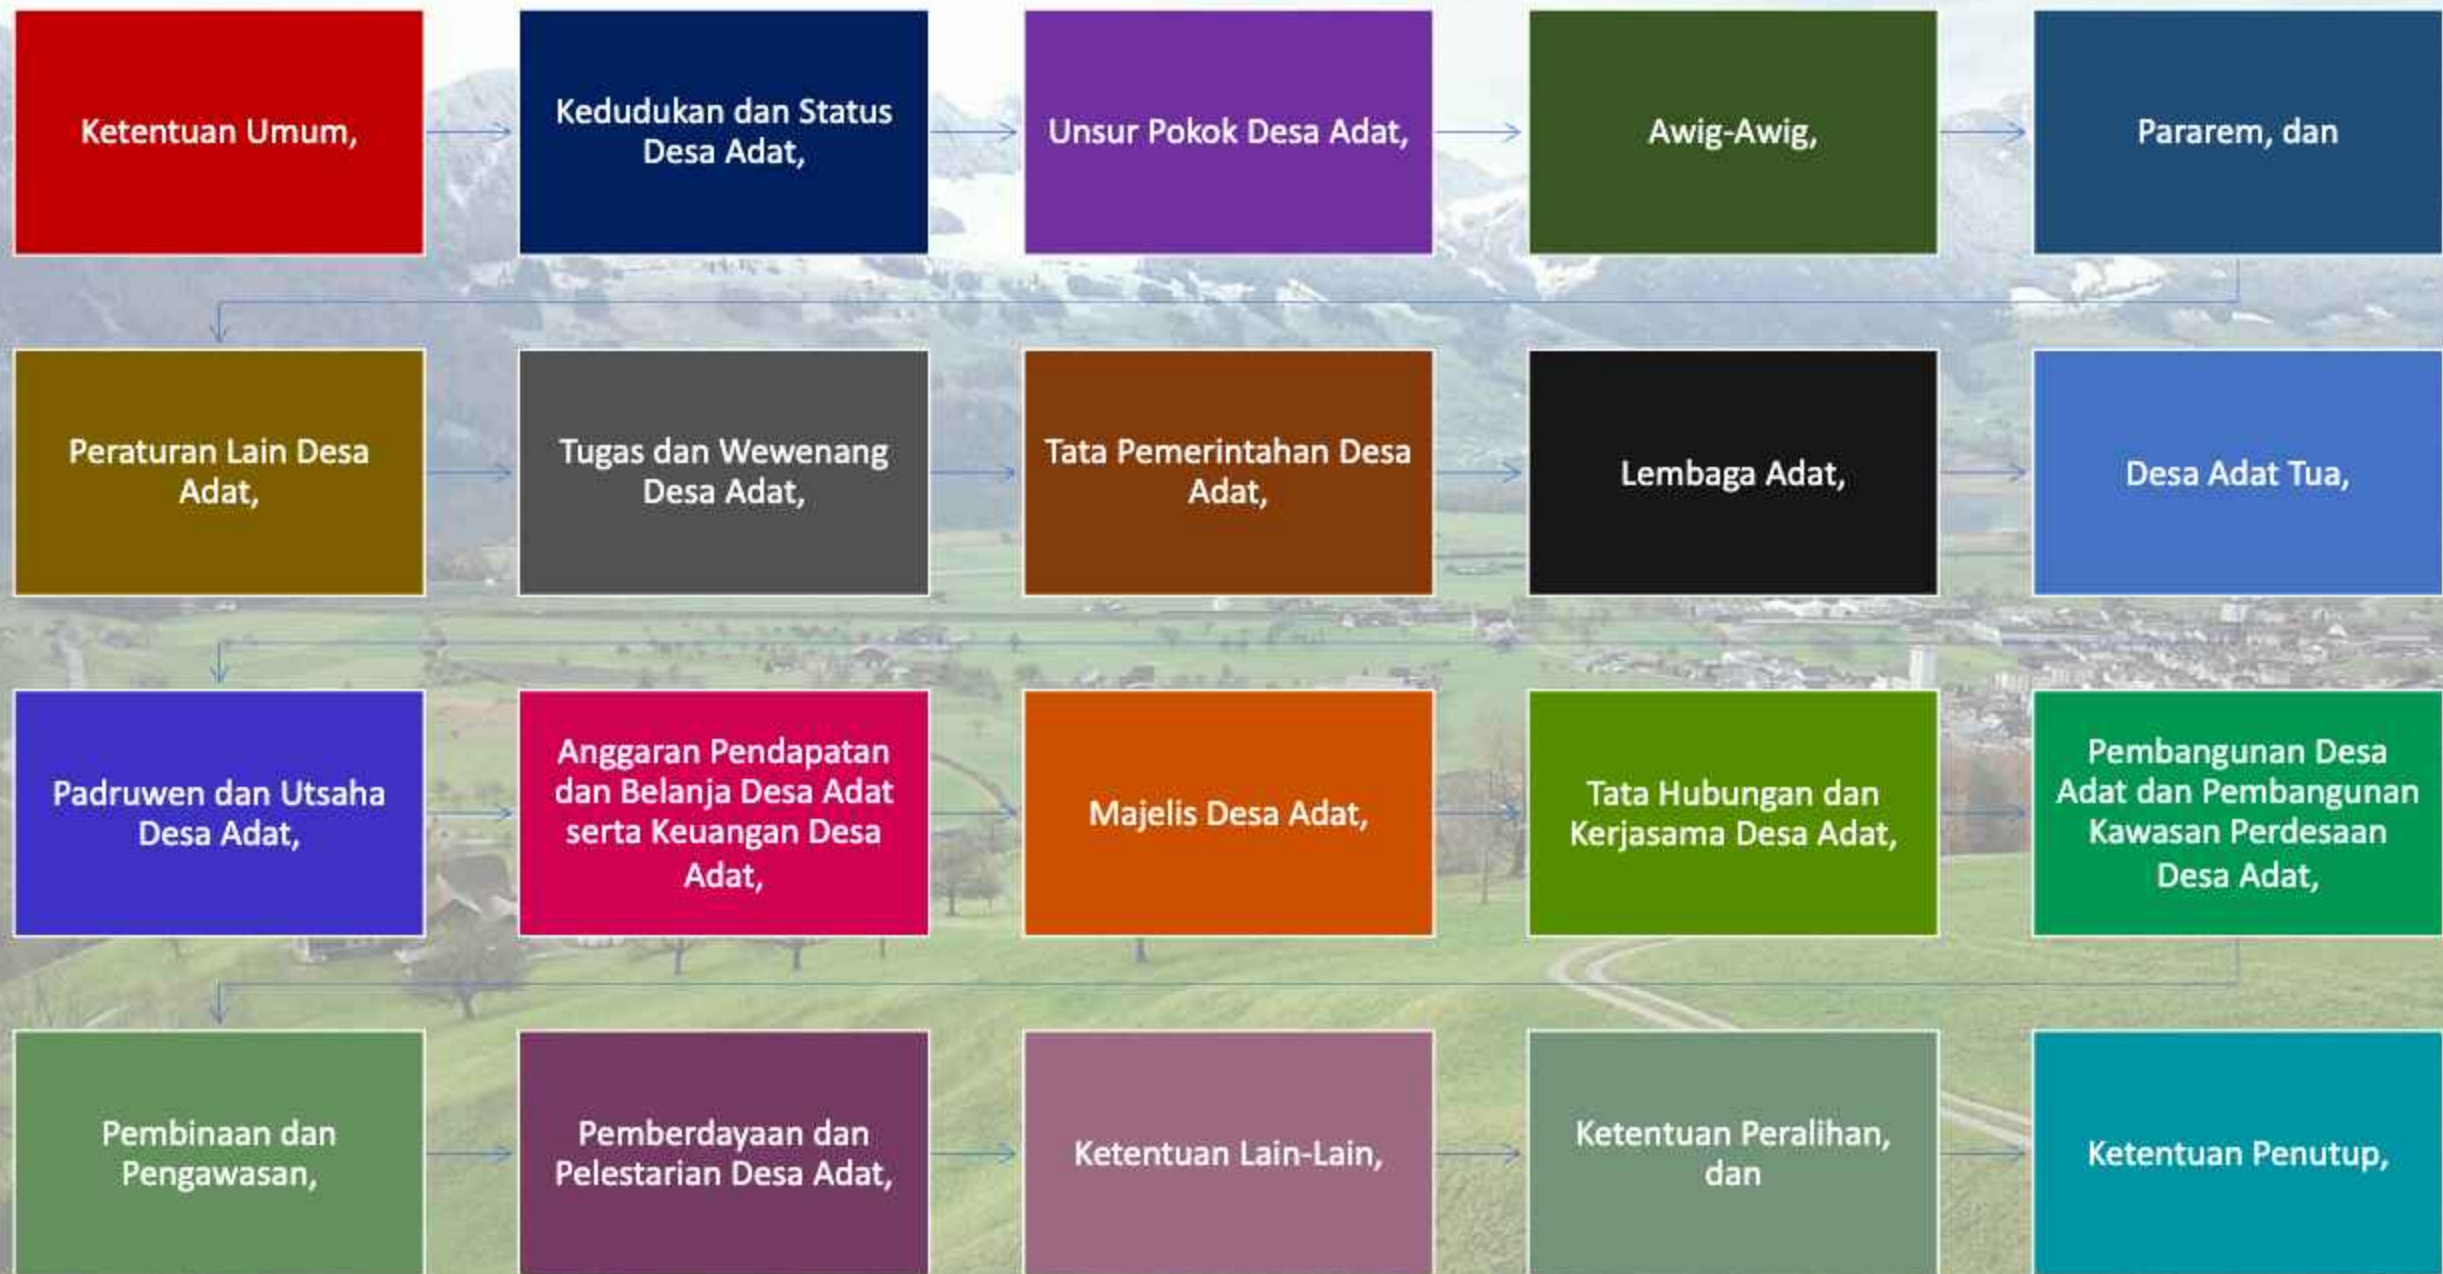 Ketentuan Umum,
Kedudukan dan Status
Desa Adat,
Unsur Pokok Desa Adat,
Awig-Awig,
Pararem, dan
Peraturan Lain Desa
Adat,
Tugas dan Wewenang
Desa Adat,
Tata Pemerintahan Desa
Adat,
Lembaga Adat,
Desa Adat Tua,
Padruwen dan Utsaha
Desa Adat,
Anggaran Pendapatan
dan Belanja Desa Adat
serta Keuangan Desa
Adat,
Majelis Desa Adat,
Tata Hubungan dan
Kerjasama Desa Adat,
Pembangunan Desa
Adat dan Pembangunan
Kawasan Perdesaan
Desa Adat,
Pembinaan dan
Pengawasan,
Pemberdayaan dan
Pelestarian Desa Adat,
Ketentuan Lain-Lain,
Ketentuan Peralihan,
dan
Ketentuan Penutup,